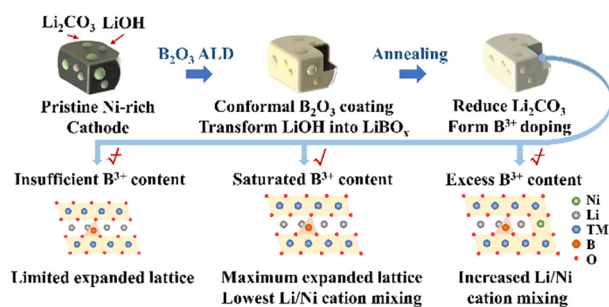 Li₂CO₃ LiOH
B₂O₃ ALD
Annealing
Pristine Ni-rich
Cathode
Conformal B₂O₃ coating
Transform LiOH into LiBOₓ
Reduce Li₂CO₃
Form B³⁺ doping
Insufficient B³⁺ content
Saturated B³⁺ content
Excess B³⁺ content
Ni
Li
TM
B
O
Limited expanded lattice
Maximum expanded lattice
Lowest Li/Ni cation mixing
Increased Li/Ni
cation mixing